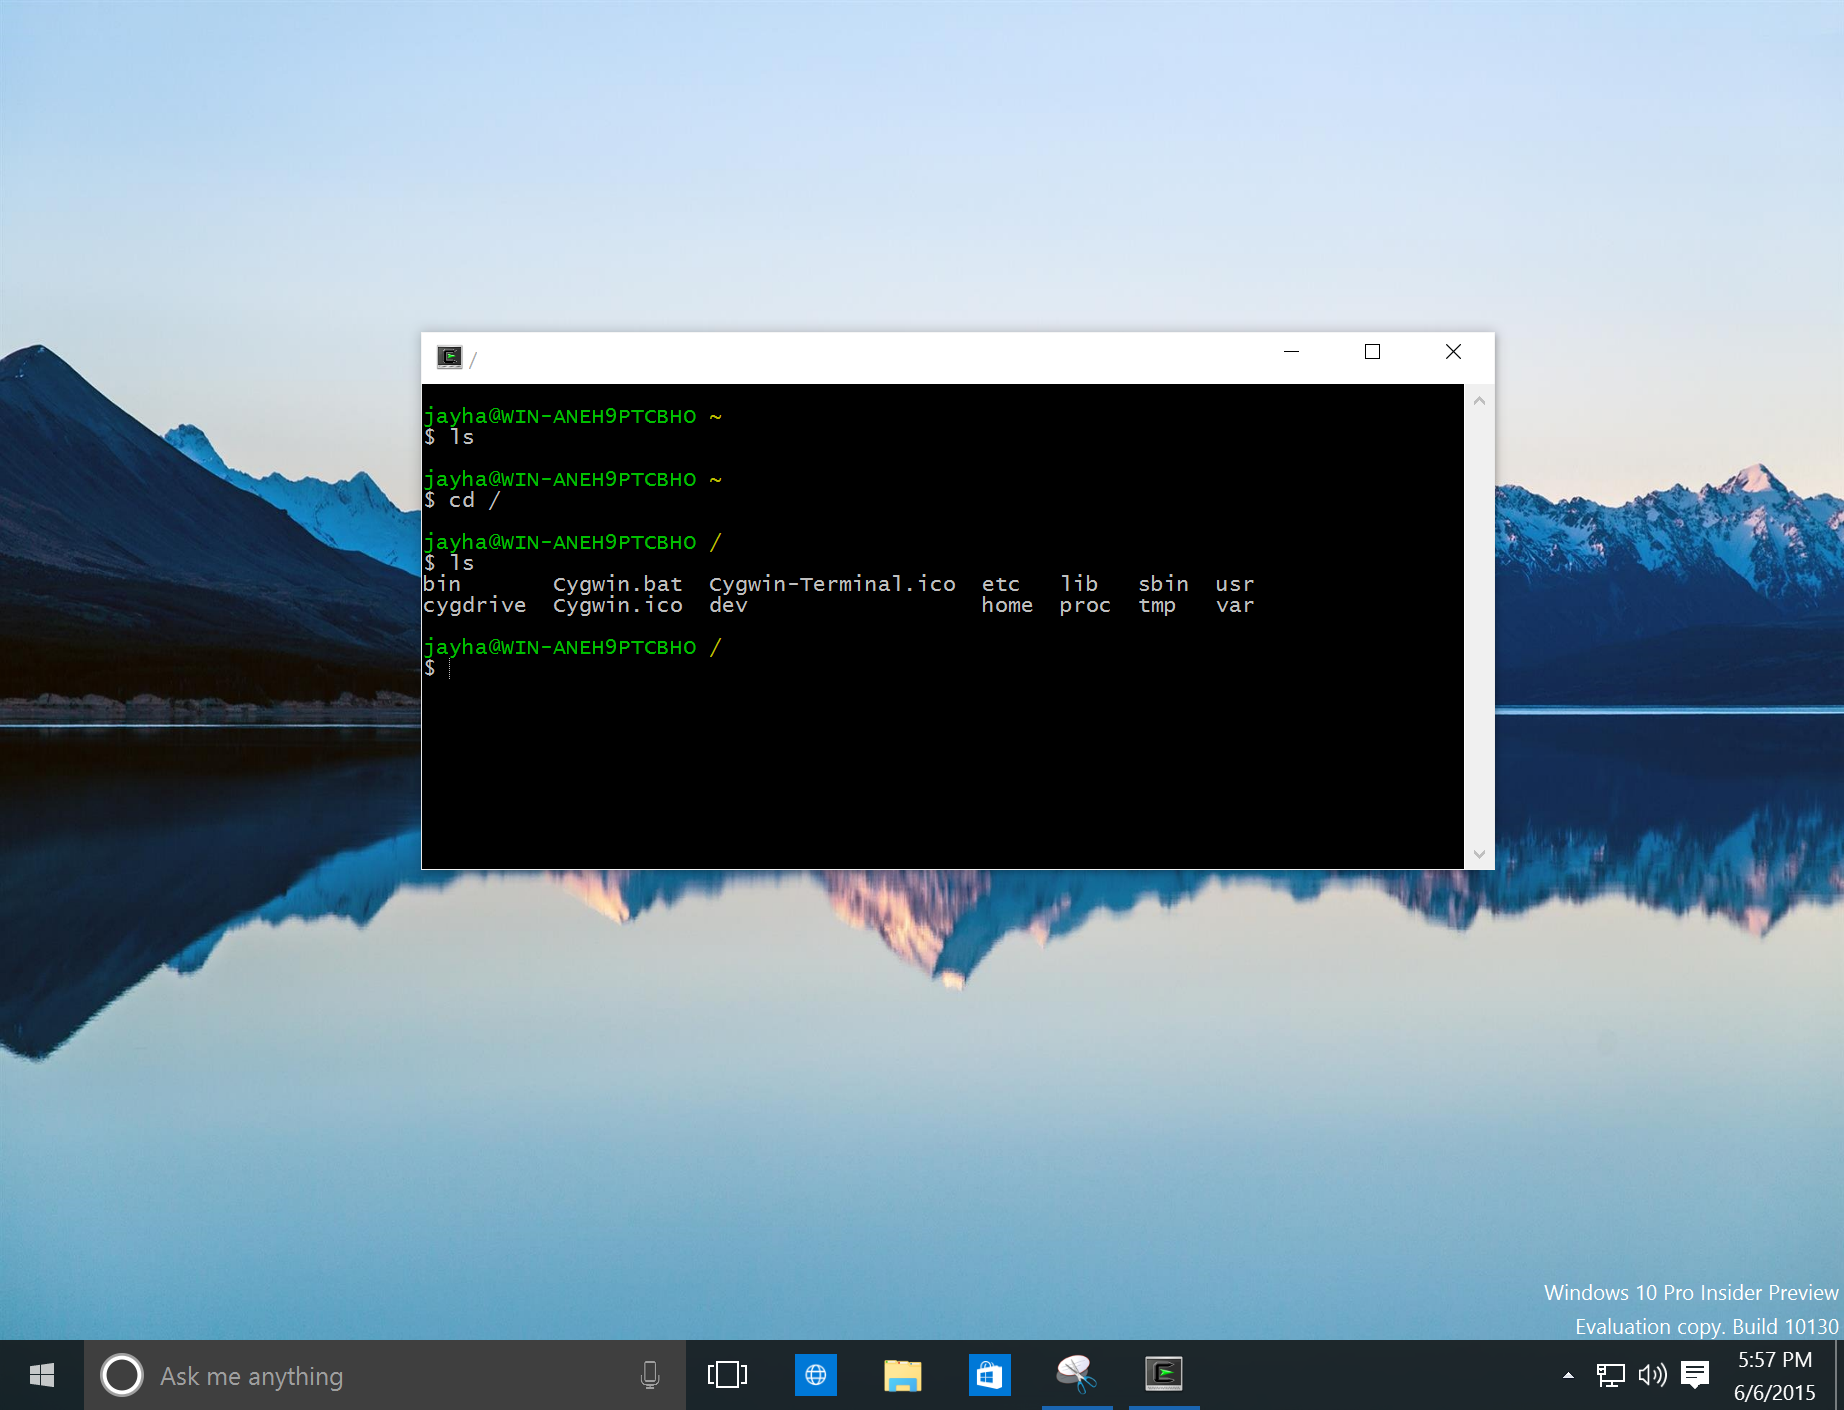 /
jayha@WIN-ANEH9PTCBHO ~
$ ls
jayha@WIN-ANEH9PTCBHO ~
$ cd /
jayha@WIN-ANEH9PTCBHO /
$ ls
bin       Cygwin.bat  Cygwin-Terminal.ico  etc   lib   sbin  usr
cygdrive  Cygwin.ico  dev                  home  proc  tmp   var
jayha@WIN-ANEH9PTCBHO /
$
Windows 10 Pro Insider Preview
Evaluation copy. Build 10130
Ask me anything
5:57 PM
6/6/2015